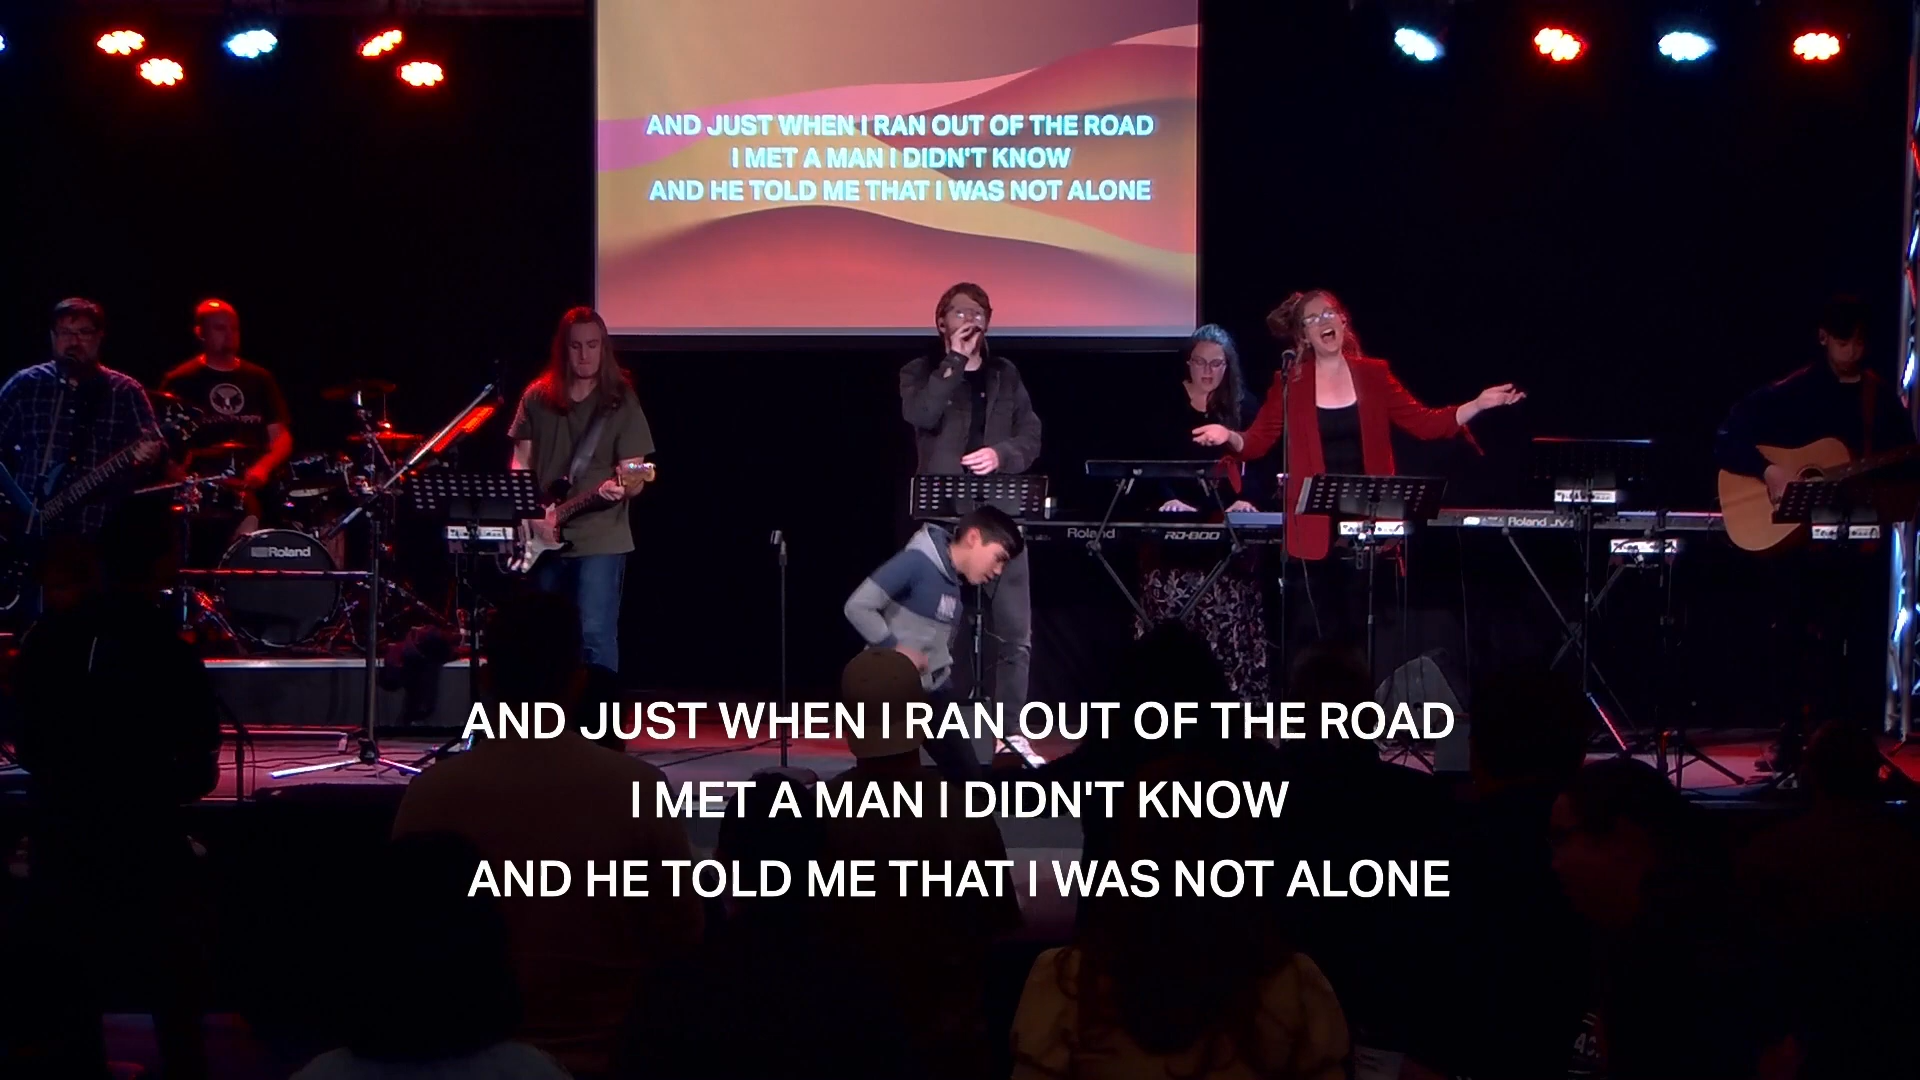 AND JUST WHEN I RAN OUT OF THE ROAD
I MET A MAN I DIDN'T KNOW
AND HE TOLD ME THAT I WAS NOT ALONE
Roland
Roland
RD-800
Roland
AND JUST WHEN I RAN OUT OF THE ROAD
I MET A MAN I DIDN'T KNOW
AND HE TOLD ME THAT I WAS NOT ALONE